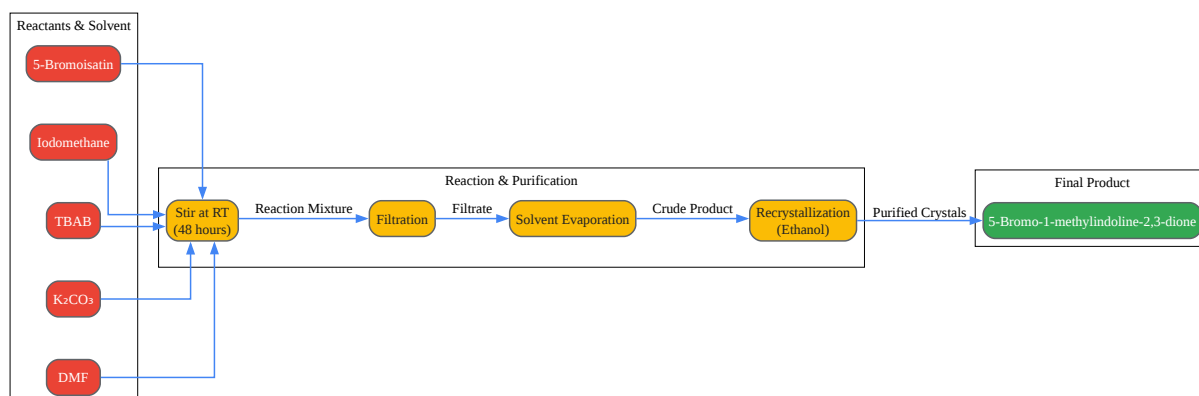 Reactants & Solvent
5-Bromoisatin
Iodomethane
TBAB
K₂CO₃
DMF
Reaction & Purification
Stir at RT
(48 hours)
Reaction Mixture
Filtration
Filtrate
Solvent Evaporation
Crude Product
Recrystallization
(Ethanol)
Purified Crystals
Final Product
5-Bromo-1-methylindoline-2,3-dione